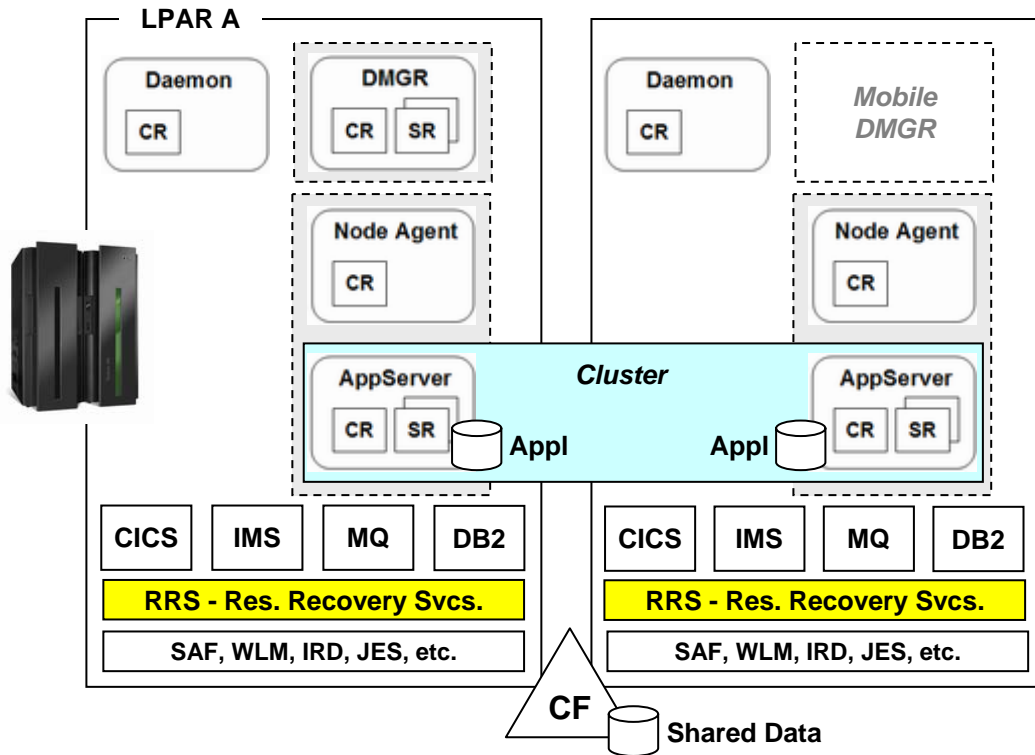 LPAR A
Daemon
CR
DMGR
CR SR
Node Agent
CR
AppServer
CR SR
Appl
Cluster
Daemon
CR
Mobile
DMGR
Node Agent
CR
AppServer
CR SR
Appl
CICS IMS MQ DB2
RRS - Res. Recovery Svcs.
SAF, WLM, IRD, JES, etc.
CICS IMS MQ DB2
RRS - Res. Recovery Svcs.
SAF, WLM, IRD, JES, etc.
CF
Shared Data